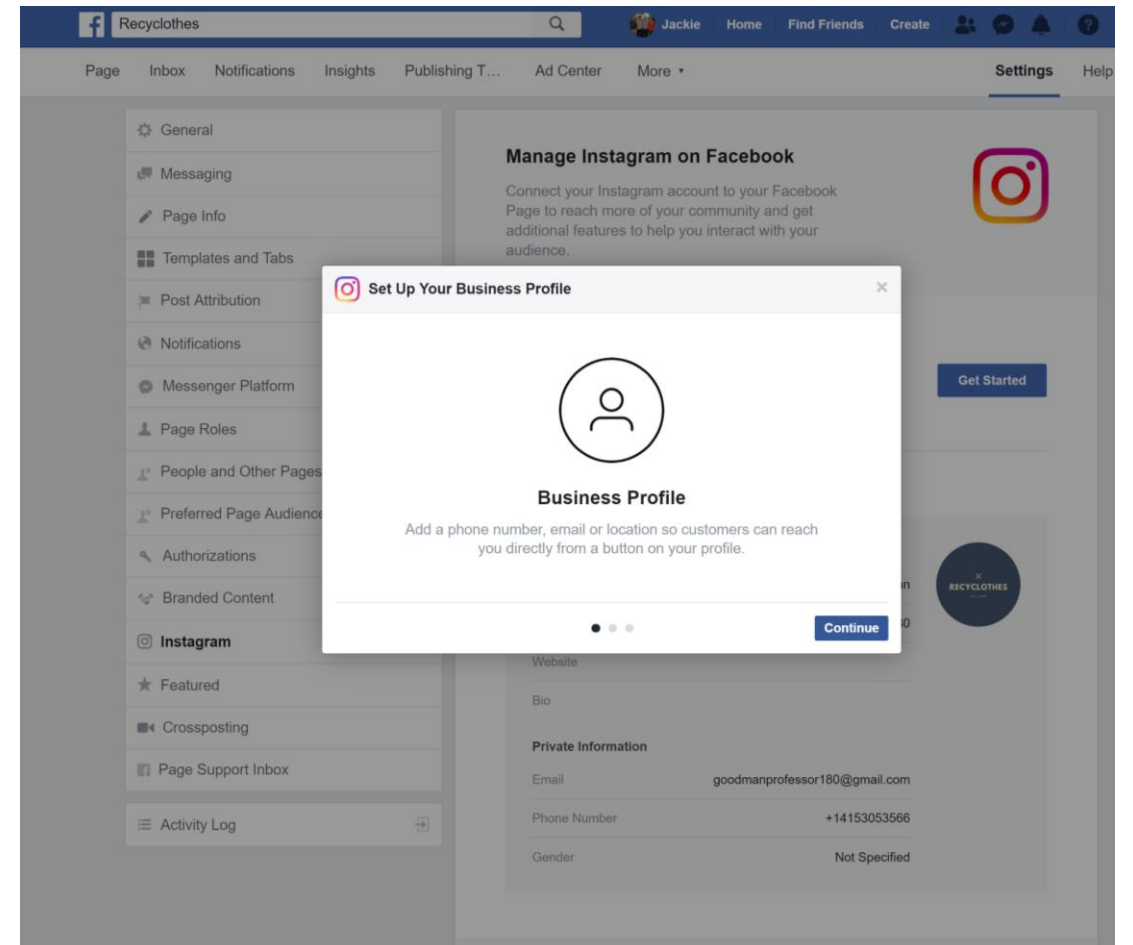 Recyclothes
Jackie Home Find Friends Create
Page Inbox Notifications Insights Publishing T… Ad Center More Settings Help
General
Messaging
Page Info
Templates and Tabs
Post Attribution
Notifications
Messenger Platform
Page Roles
People and Other Pages
Preferred Page Audience
Authorizations
Branded Content
Instagram
Featured
Crossposting
Page Support Inbox
Activity Log
Manage Instagram on Facebook
Connect your Instagram account to your Facebook
Page to reach more of your community and get
additional features to help you interact with your
audience.
Get Started
Set Up Your Business Profile
Business Profile
Add a phone number, email or location so customers can reach
you directly from a button on your profile.
Continue
RECYCLOTHES
Website
Bio
Private Information
Email goodmanprofessor180@gmail.com
Phone Number +14153053566
Gender Not Specified